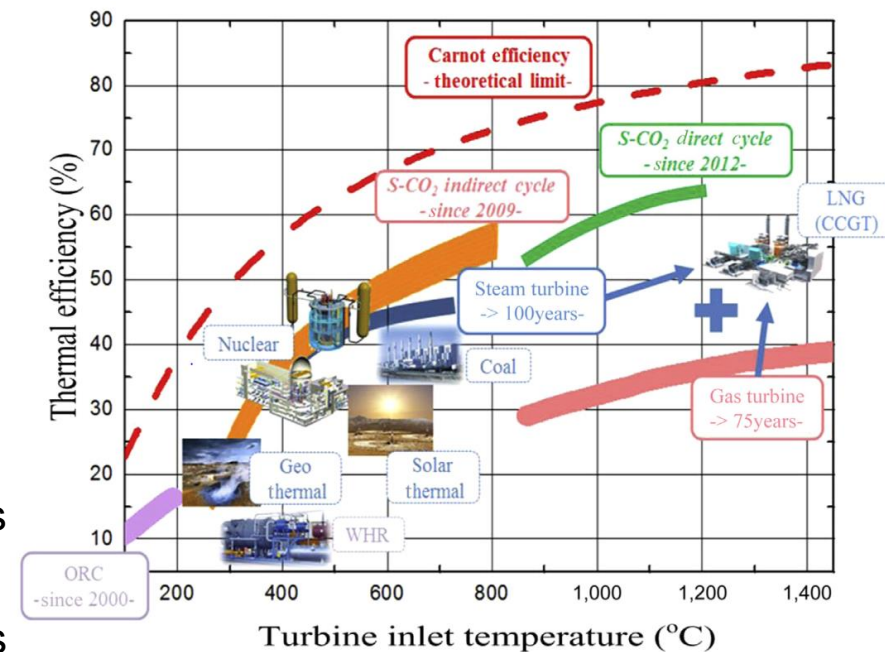 90
80
70
60
50
40
30
20
10
Thermal efficiency (%)
Carnot efficiency
- theoretical limit-
S-CO₂ direct cycle
-since 2012-
S-CO₂ indirect cycle
-since 2009-
LNG
(CCGT)
Steam turbine
-> 100years-
Nuclear
Coal
Gas turbine
-> 75years-
Geo
thermal
Solar
thermal
WHR
ORC
-since 2000-
200 400 600 800 1,000 1,200 1,400
Turbine inlet temperature (°C)
s
s